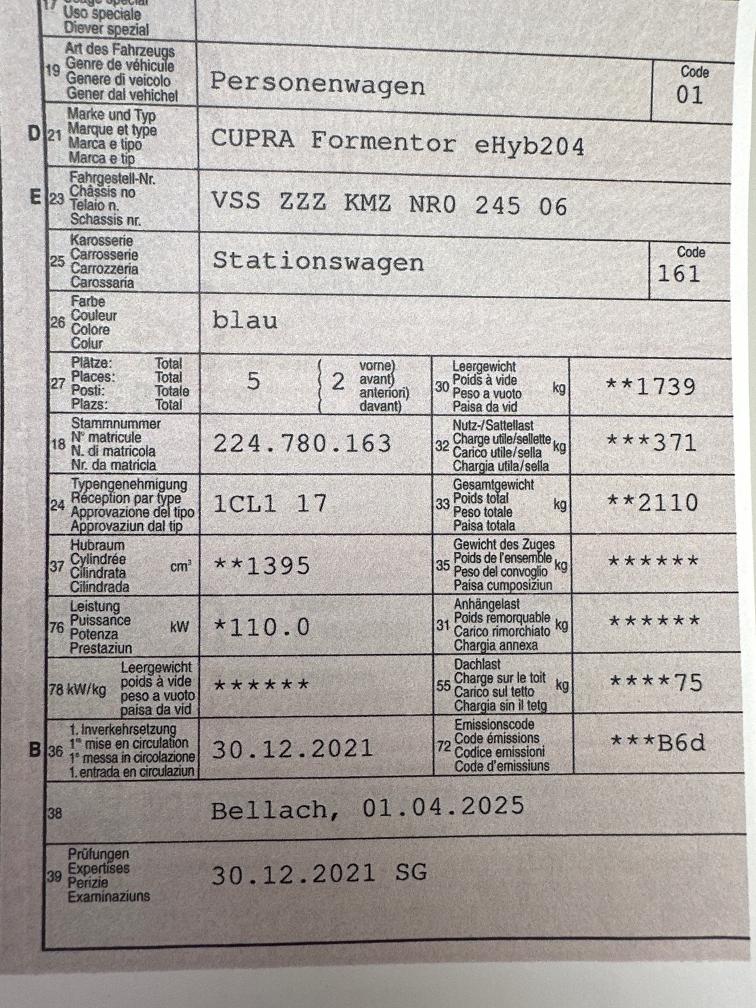 17
Uso speciale
Diever spezial
19 Art des Fahrzeugs
Genre de véhicule
Genere di veicolo
Gener dal vehichel
Personenwagen
Code
01
D 21 Marke und Typ
Marque et type
Marca e tipo
Marca e tip
CUPRA Formentor eHyb204
E 23 Fahrgestell-Nr.
Châssis no
Telaio n.
Schassis nr.
VSS ZZZ KMZ NR0 245 06
25 Karosserie
Carrosserie
Carrozzeria
Carossaria
Stationswagen
Code
161
26 Farbe
Couleur
Colore
Colur
blau
27 Plätze: Total
Places: Total
Posti: Totale
Plazs: Total
5
( 2 vorne)
avant)
anteriori)
davant)
30 Leergewicht
Poids à vide kg
Peso a vuoto
Paisa da vid
**1739
18 Stammnummer
N° matricule
N. di matricola
Nr. da matricla
224.780.163
32 Nutz-/Sattellast
Charge utile/sellette kg
Carico utile/sella
Chargia utila/sella
***371
24 Typengenehmigung
Réception par type
Approvazione del tipo
Approvaziun dal tip
1CL1 17
33 Gesamtgewicht
Poids total kg
Peso totale
Paisa totala
**2110
37 Hubraum
Cylindrée cm³
Cilindrata
Cilindrada
**1395
35 Gewicht des Zuges
Poids de l'ensemble kg
Peso del convoglio
Paisa cumposiziun
******
76 Leistung
Puissance kW
Potenza
Prestaziun
*110.0
31 Anhängelast
Poids remorquable kg
Carico rimorchiato
Chargia annexa
******
78 kW/kg Leergewicht
poids à vide
peso a vuoto
paisa da vid
******
55 Dachlast
Charge sur le toit kg
Carico sul tetto
Chargia sin il tetg
****75
B 36 1. Inverkehrsetzung
1re mise en circulation
1a messa in circolazione
1. entrada en circulaziun
30.12.2021
72 Emissionscode
Code émissions
Codice emissioni
Code d'emissiuns
***B6d
38
Bellach, 01.04.2025
39 Prüfungen
Expertises
Perizie
Examinaziuns
30.12.2021 SG